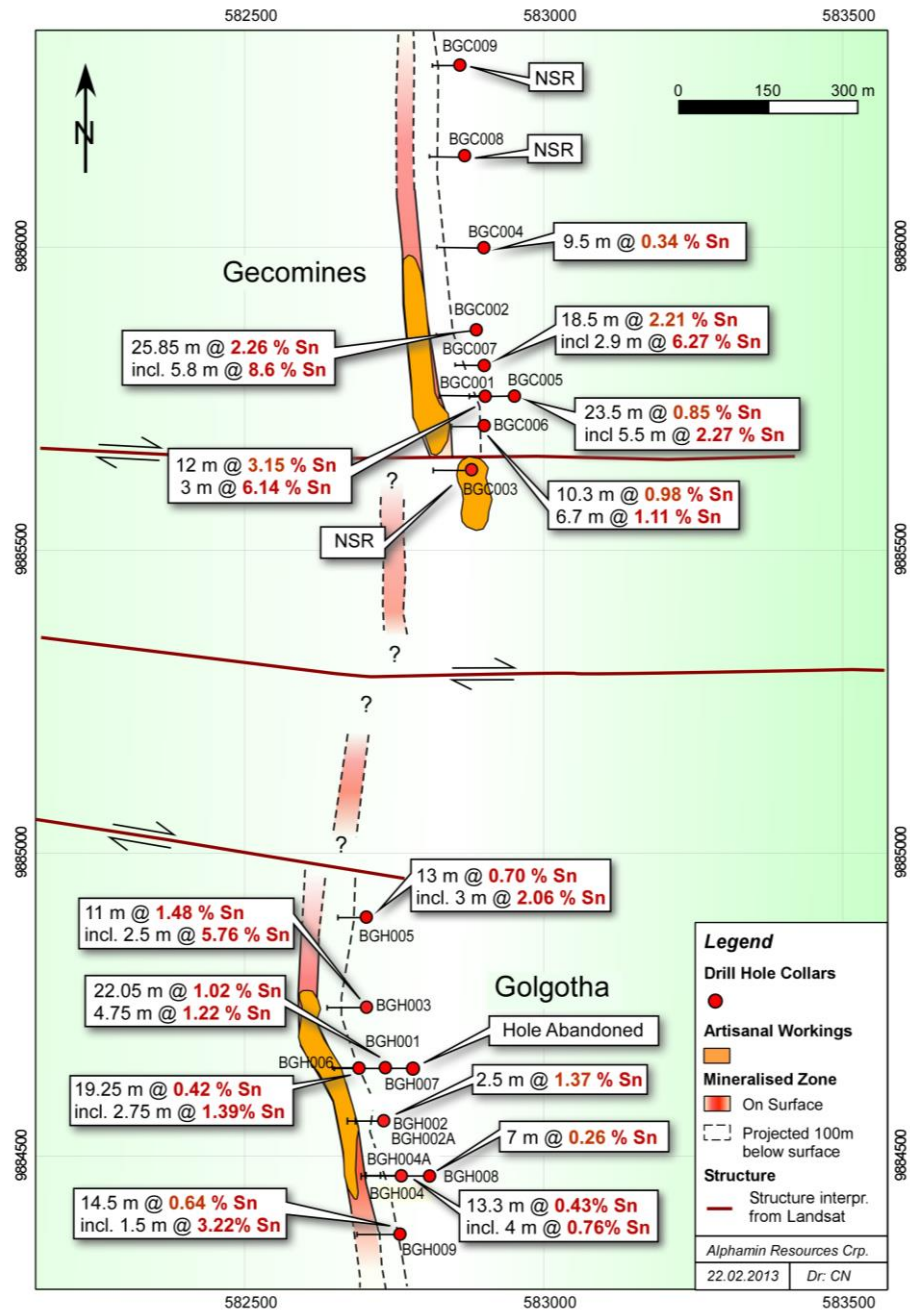 582500
583000
583500
BGC009
NSR
0
150
300 m
N
BGC008
NSR
9886000
9886000
BGC004
9.5 m @ 0.34 % Sn
Gecomines
BGC002
18.5 m @ 2.21 % Sn
incl 2.9 m @ 6.27 % Sn
25.85 m @ 2.26 % Sn
incl. 5.8 m @ 8.6 % Sn
BGC007
BGC001
BGC005
23.5 m @ 0.85 % Sn
incl 5.5 m @ 2.27 % Sn
BGC006
12 m @ 3.15 % Sn
3 m @ 6.14 % Sn
?
BGC003
10.3 m @ 0.98 % Sn
6.7 m @ 1.11 % Sn
NSR
9885500
9885500
?
?
9885000
9885000
?
13 m @ 0.70 % Sn
incl. 3 m @ 2.06 % Sn
11 m @ 1.48 % Sn
incl. 2.5 m @ 5.76 % Sn
BGH005
22.05 m @ 1.02 % Sn
4.75 m @ 1.22 % Sn
BGH003
Golgotha
BGH001
Hole Abandoned
BGH006
BGH007
19.25 m @ 0.42 % Sn
incl. 2.75 m @ 1.39% Sn
2.5 m @ 1.37 % Sn
BGH002
BGH002A
7 m @ 0.26 % Sn
9884500
9884500
BGH004A
BGH008
BGH004
14.5 m @ 0.64 % Sn
incl. 1.5 m @ 3.22% Sn
13.3 m @ 0.43% Sn
incl. 4 m @ 0.76% Sn
BGH009
Legend
Drill Hole Collars
Artisanal Workings
Mineralised Zone
On Surface
Projected 100m
below surface
Structure
Structure interpr.
from Landsat
Alphamin Resources Crp.
22.02.2013
Dr: CN
582500
583000
583500